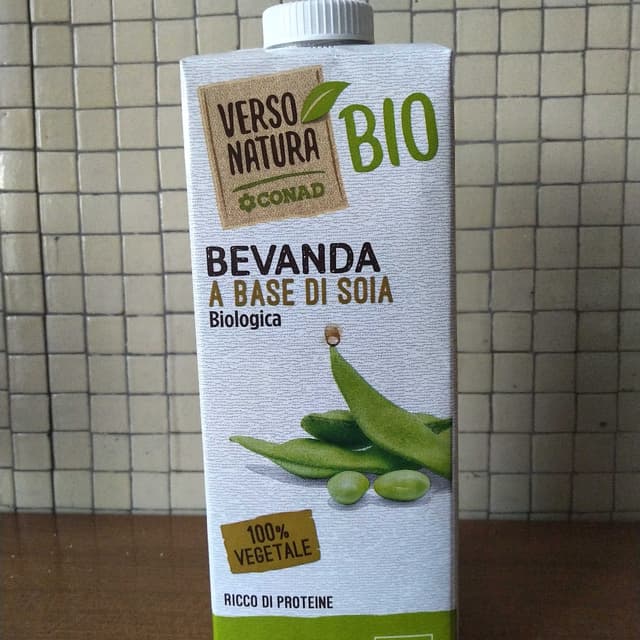 VERSO
NATURA
CONAD
BIO
BEVANDA
A BASE DI SOIA
Biologica
100%
VEGETALE
RICCO DI PROTEINE